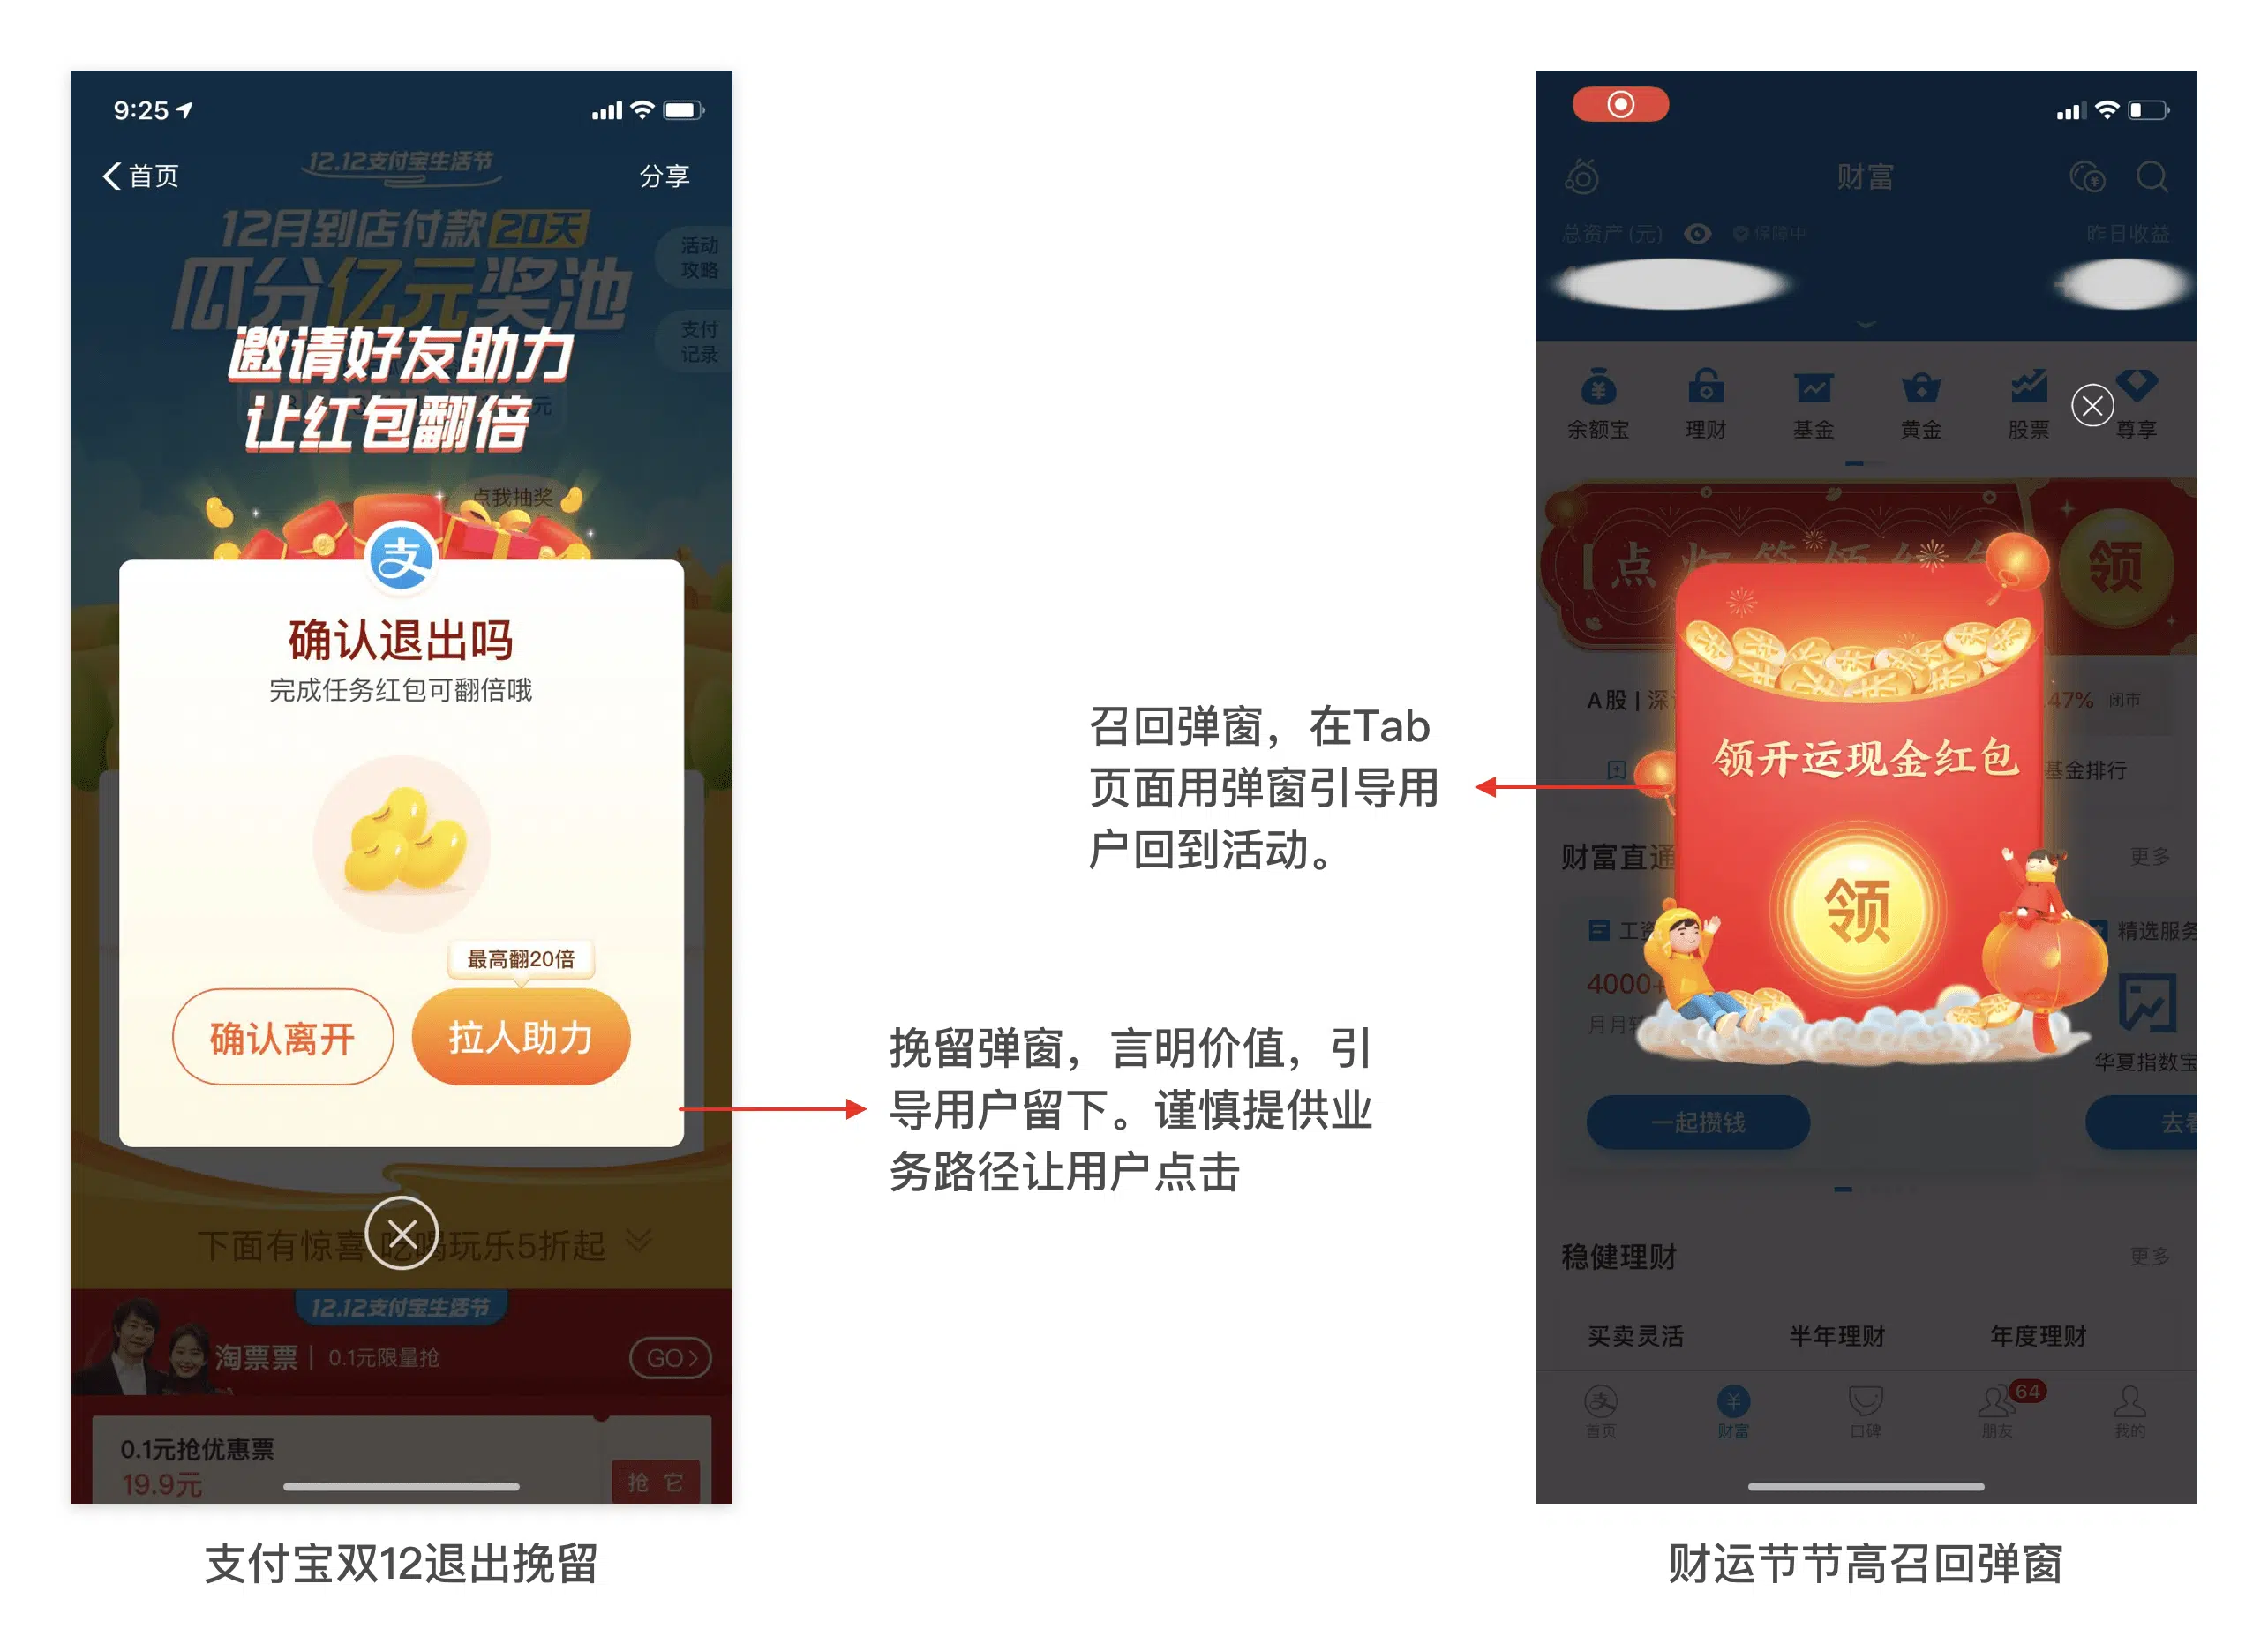 9:25
首页
12.12支付宝生活节
分享
12月到店付款20天
瓜分亿元奖池
活动
攻略
支付
记录
邀请好友助力
让红包翻倍
元
点我抽奖
支
确认退出吗
完成任务红包可翻倍哦
最高翻20倍
确认离开
拉人助力
下面有惊喜 吃喝玩乐5折起
12.12支付宝生活节
淘票票
0.1元限量抢
GO
0.1元抢优惠票
19.9元
抢 它
支付宝双12退出挽留
召回弹窗，在Tab
页面用弹窗引导用
户回到活动。
挽留弹窗，言明价值，引
导用户留下。谨慎提供业
务路径让用户点击
财富
总资产(元)
保障中
昨日收益
余额宝
理财
基金
黄金
股票
尊享
点灯笼领红包
领
A股 | 深
.47% 闭市
领开运现金红包
基金排行
财富直通
更多
领
工资
精选服务
4000+
月月
华夏指数宝
一起攒钱
去看
稳健理财
更多
买卖灵活
半年理财
年度理财
首页
财富
口碑
64
朋友
我的
财运节节高召回弹窗